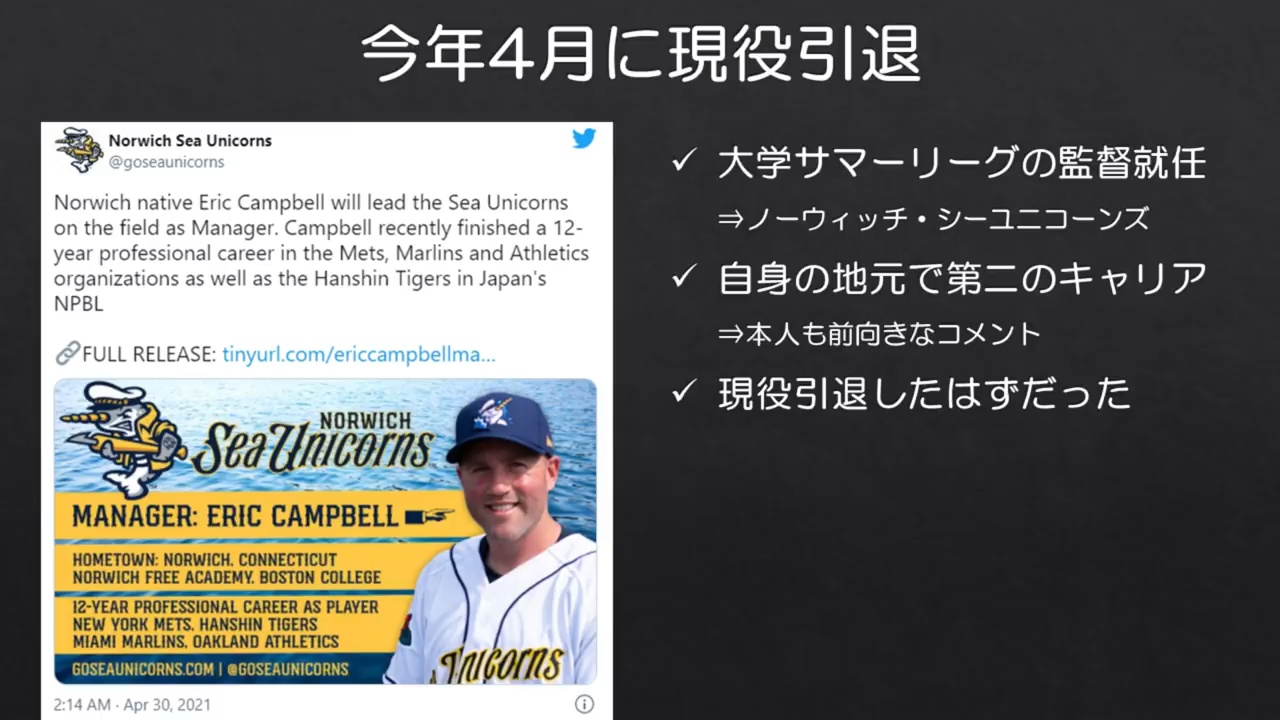 今年4月に現役引退
Norwich Sea Unicorns
@goseaunicorns
Norwich native Eric Campbell will lead the Sea Unicorns
on the field as Manager. Campbell recently finished a 12-
year professional career in the Mets, Marlins and Athletics
organizations as well as the Hanshin Tigers in Japan's
NPBL
🔗FULL RELEASE: tinyurl.com/ericcampbellma...
NORWICH
Sea Unicorns
MANAGER: ERIC CAMPBELL
HOMETOWN: NORWICH, CONNECTICUT
NORWICH FREE ACADEMY, BOSTON COLLEGE
12-YEAR PROFESSIONAL CAREER AS PLAYER
NEW YORK METS, HANSHIN TIGERS
MIAMI MARLINS, OAKLAND ATHLETICS
GOSEAUNICORNS.COM | @GOSEAUNICORNS
Unicorns
2:14 AM · Apr 30, 2021
✓ 大学サマーリーグの監督就任
⇒ノーウィッチ・シーユニコーンズ
✓ 自身の地元で第二のキャリア
⇒本人も前向きなコメント
✓ 現役引退したはずだった